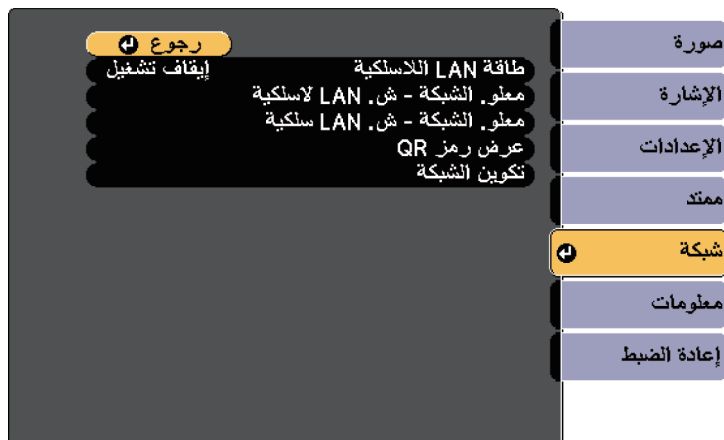 رجوع
طاقة LAN اللاسلكية إيقاف تشغيل
معلو. الشبكة - ش. LAN لاسلكية
معلو. الشبكة - ش. LAN سلكية
عرض رمز QR
تكوين الشبكة
صورة
الإشارة
الإعدادات
ممتد
شبكة
معلومات
إعادة الضبط